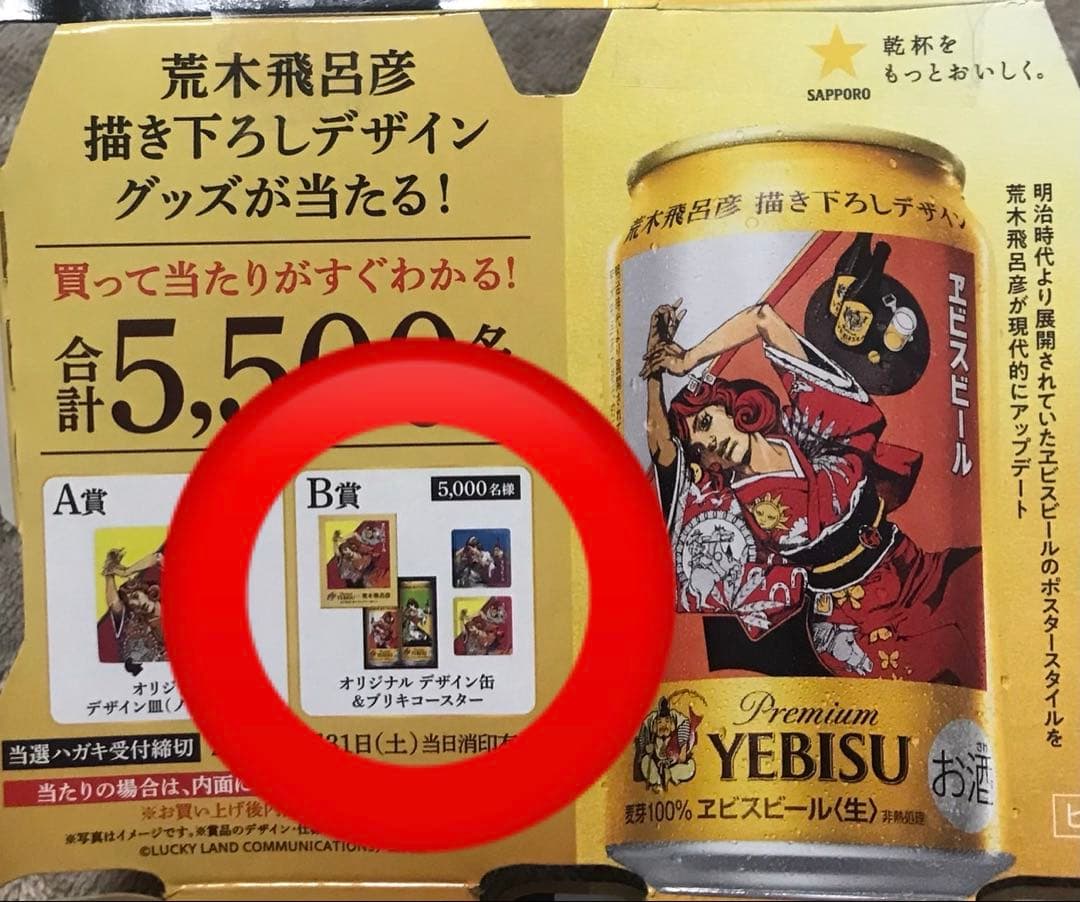 荒木飛呂彦
描き下ろしデザイン
グッズが当たる!
買って当たりがすぐわかる!
合計5,500名
A賞
オリジ
デザイン皿(
B賞
5,000名様
オリジナル デザイン缶
&ブリキコースター
当選ハガキ受付締切
31日(土)当日消印有
当たりの場合は、内面に
※お買い上げ後
※写真はイメージです。※賞品のデザイン・仕
©LUCKY LAND COMMUNICATIONS
SAPPORO
乾杯を
もっとおいしく。
明治時代より展開されていたヱビスビールのポスタースタイルを
荒木飛呂彦が現代的にアップデート
荒木飛呂彦 描き下ろしデザイン
ヱビスビール
Premium
YEBISU
お酒
麦芽100% ヱビスビール〈生〉非熱処理